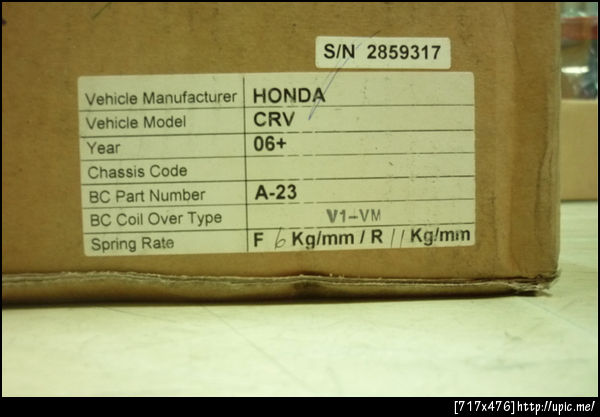 S/N 2859317
Vehicle Manufacturer HONDA
Vehicle Model CRV
Year 06+
Chassis Code
BC Part Number A-23
BC Coil Over Type V1-VM
Spring Rate F 6 Kg/mm / R 11 Kg/mm
[717x476]http://upic.me/